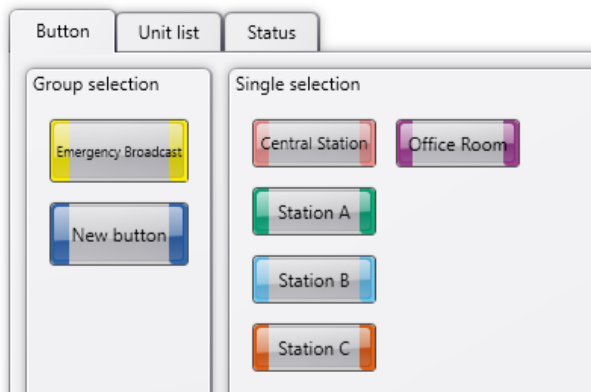 Button Unit list Status
Group selection
Emergency Broadcast
New button
Single selection
Central Station Office Room
Station A
Station B
Station C